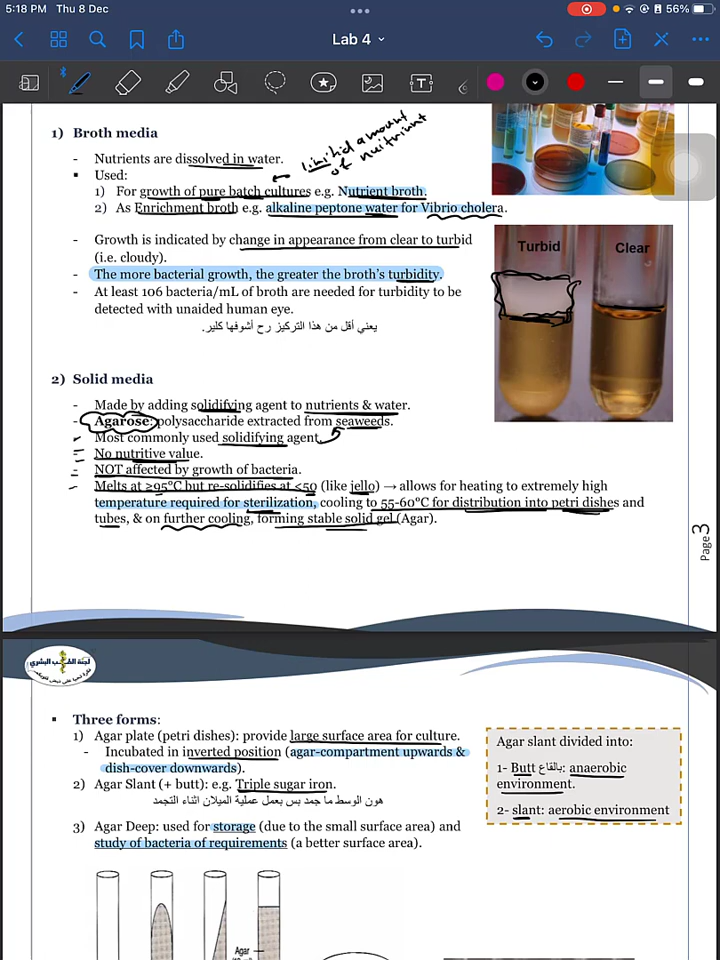 5:18 PM Thu 8 Dec
56%
Lab 4
1) Broth media
limited amount
of nuitriunt
- Nutrients are dissolved in water.
▪ Used:
1) For growth of pure batch cultures e.g. Nutrient broth.
2) As Enrichment broth e.g. alkaline peptone water for Vibrio cholera.
- Growth is indicated by change in appearance from clear to turbid
(i.e. cloudy).
- The more bacterial growth, the greater the broth's turbidity.
- At least 106 bacteria/mL of broth are needed for turbidity to be
detected with unaided human eye.
يعني أقل من هذا التركيز رح أشوفها كلير.
Turbid
Clear
2) Solid media
- Made by adding solidifying agent to nutrients & water.
- Agarose: polysaccharide extracted from seaweeds.
- Most commonly used solidifying agent.
- No nutritive value.
- NOT affected by growth of bacteria.
- Melts at ≥95°C but re-solidifies at <50 (like jello) → allows for heating to extremely high
temperature required for sterilization, cooling to 55-60°C for distribution into petri dishes and
tubes, & on further cooling, forming stable solid gel (Agar).
Page 3
لجنة الطب البشري
▪ Three forms:
1) Agar plate (petri dishes): provide large surface area for culture.
- Incubated in inverted position (agar-compartment upwards &
dish-cover downwards).
2) Agar Slant (+ butt): e.g. Triple sugar iron.
هون الوسط ما جمد بس بعمل عملية الميلان اثناء التجمد
3) Agar Deep: used for storage (due to the small surface area) and
study of bacteria of requirements (a better surface area).
Agar slant divided into:
1- Butt بالقاع: anaerobic
environment.
2- slant: aerobic environment
Agar